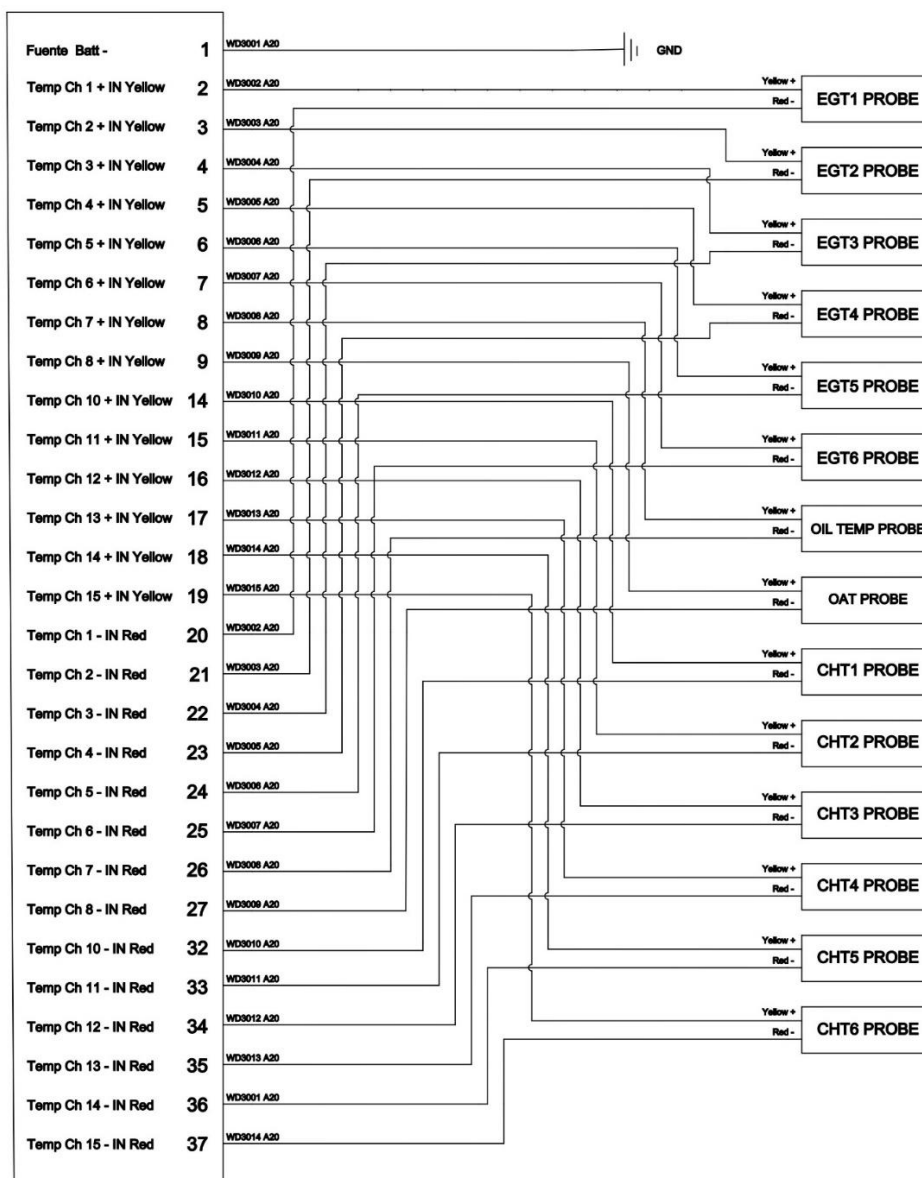 Fuente Batt - 1 WD3001 A20 GND
Temp Ch 1 + IN Yellow 2 WD3002 A20
Temp Ch 2 + IN Yellow 3 WD3003 A20
Temp Ch 3 + IN Yellow 4 WD3004 A20
Temp Ch 4 + IN Yellow 5 WD3005 A20
Temp Ch 5 + IN Yellow 6 WD3006 A20
Temp Ch 6 + IN Yellow 7 WD3007 A20
Temp Ch 7 + IN Yellow 8 WD3008 A20
Temp Ch 8 + IN Yellow 9 WD3009 A20
Temp Ch 10 + IN Yellow 14 WD3010 A20
Temp Ch 11 + IN Yellow 15 WD3011 A20
Temp Ch 12 + IN Yellow 16 WD3012 A20
Temp Ch 13 + IN Yellow 17 WD3013 A20
Temp Ch 14 + IN Yellow 18 WD3014 A20
Temp Ch 15 + IN Yellow 19 WD3015 A20
Temp Ch 1 - IN Red 20 WD3002 A20
Temp Ch 2 - IN Red 21 WD3003 A20
Temp Ch 3 - IN Red 22 WD3004 A20
Temp Ch 4 - IN Red 23 WD3005 A20
Temp Ch 5 - IN Red 24 WD3006 A20
Temp Ch 6 - IN Red 25 WD3007 A20
Temp Ch 7 - IN Red 26 WD3008 A20
Temp Ch 8 - IN Red 27 WD3009 A20
Temp Ch 10 - IN Red 32 WD3010 A20
Temp Ch 11 - IN Red 33 WD3011 A20
Temp Ch 12 - IN Red 34 WD3012 A20
Temp Ch 13 - IN Red 35 WD3013 A20
Temp Ch 14 - IN Red 36 WD3001 A20
Temp Ch 15 - IN Red 37 WD3014 A20
Yellow +
Red -
EGT1 PROBE
Yellow +
Red -
EGT2 PROBE
Yellow +
Red -
EGT3 PROBE
Yellow +
Red -
EGT4 PROBE
Yellow +
Red -
EGT5 PROBE
Yellow +
Red -
EGT6 PROBE
Yellow +
Red -
OIL TEMP PROBE
Yellow +
Red -
OAT PROBE
Yellow +
Red -
CHT1 PROBE
Yellow +
Red -
CHT2 PROBE
Yellow +
Red -
CHT3 PROBE
Yellow +
Red -
CHT4 PROBE
Yellow +
Red -
CHT5 PROBE
Yellow +
Red -
CHT6 PROBE